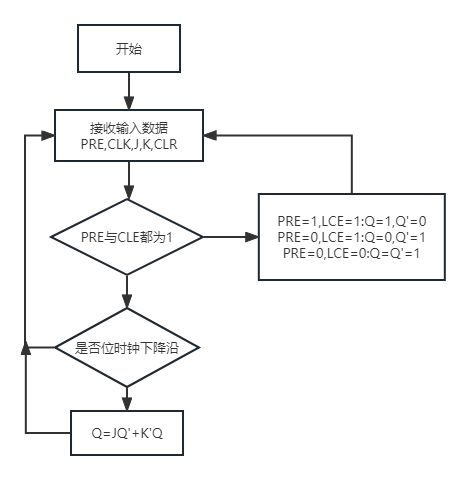 开始
接收输入数据
PRE,CLK,J,K,CLR
PRE与CLE都为1
PRE=1,LCE=1:Q=1,Q'=0
PRE=0,LCE=1:Q=0,Q'=1
PRE=0,LCE=0:Q=Q'=1
是否位时钟下降沿
Q=JQ'+K'Q